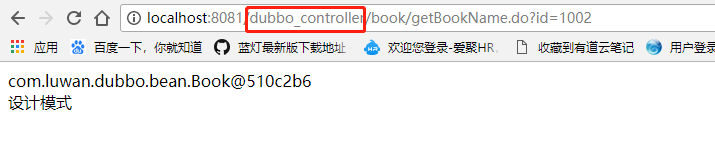 localhost:8081/dubbo_controller/book/getBookName.do?id=1002
应用 百度一下，你就知道 蓝灯最新版下载地址 欢迎您登录-爱聚HR. 收藏到有道云笔记 用户登录
com.luwan.dubbo.bean.Book@510c2b6
设计模式